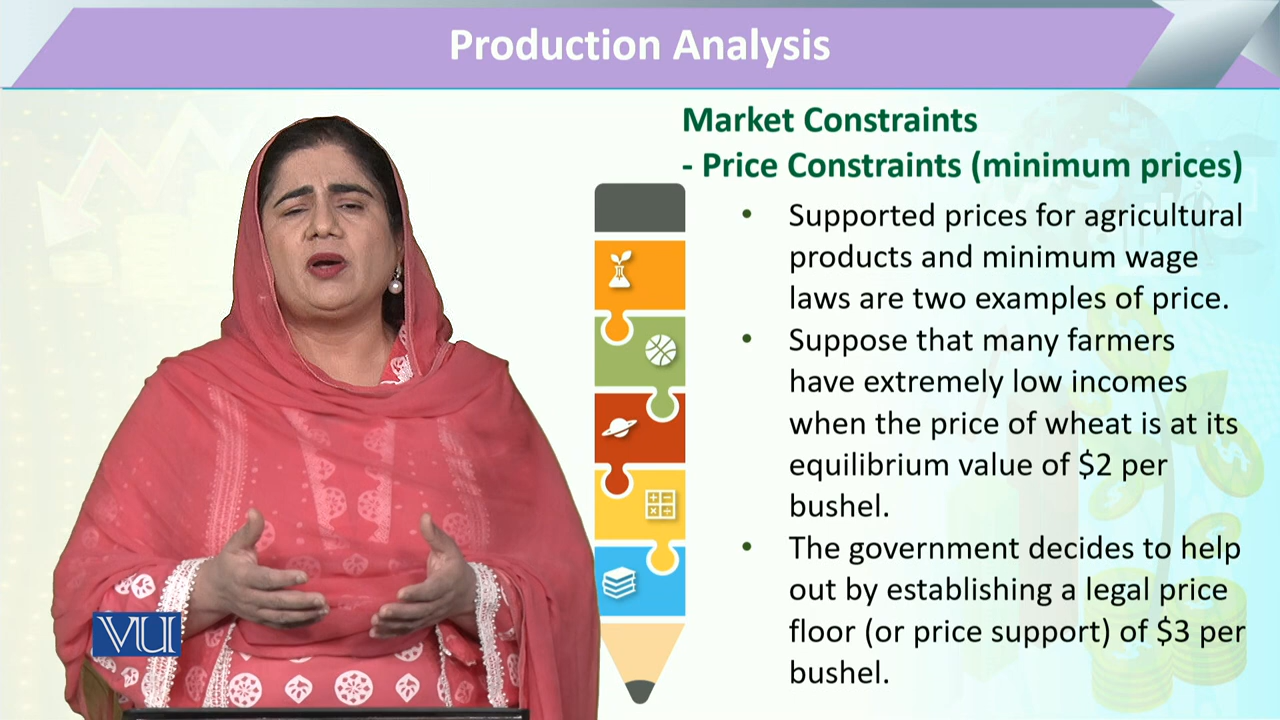 Production Analysis
Market Constraints
- Price Constraints (minimum prices)
• Supported prices for agricultural
products and minimum wage
laws are two examples of price.
• Suppose that many farmers
have extremely low incomes
when the price of wheat is at its
equilibrium value of $2 per
bushel.
• The government decides to help
out by establishing a legal price
floor (or price support) of $3 per
bushel.
VU